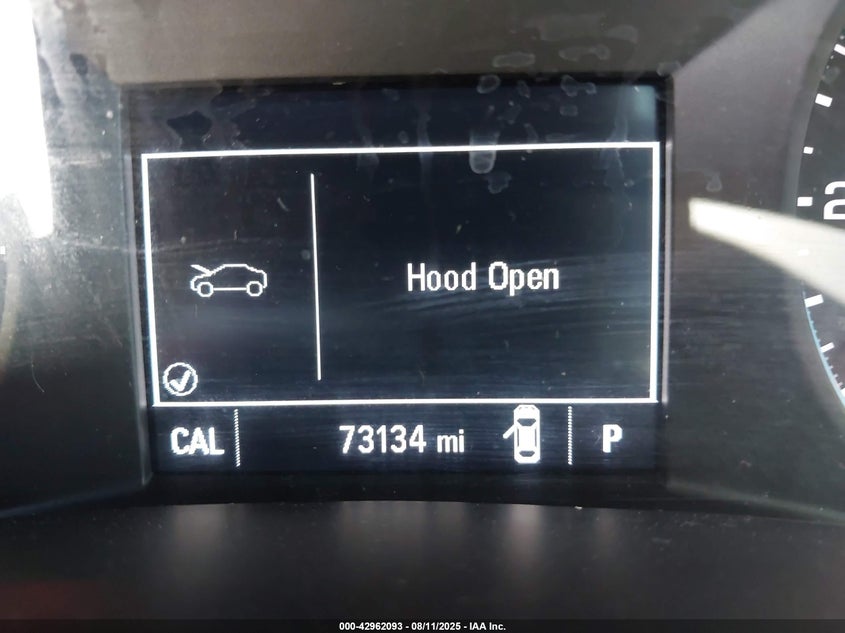 Hood Open
CAL 73134 mi P
000-42962093 - 08/11/2025 - IAA Inc.